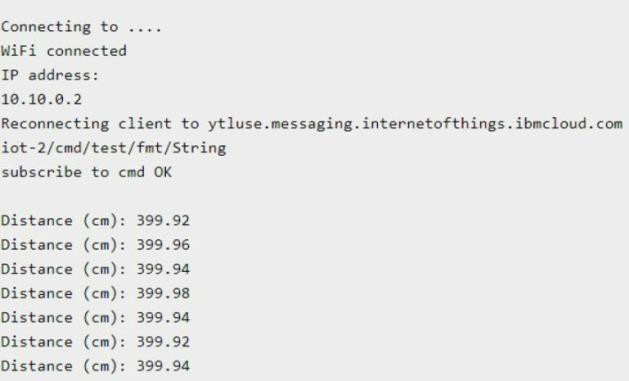 Connecting to ....
WiFi connected
IP address:
10.10.0.2
Reconnecting client to ytluse.messaging.internetofthings.ibmcloud.com
iot-2/cmd/test/fmt/String
subscribe to cmd OK
Distance (cm): 399.92
Distance (cm): 399.96
Distance (cm): 399.94
Distance (cm): 399.98
Distance (cm): 399.94
Distance (cm): 399.92
Distance (cm): 399.94